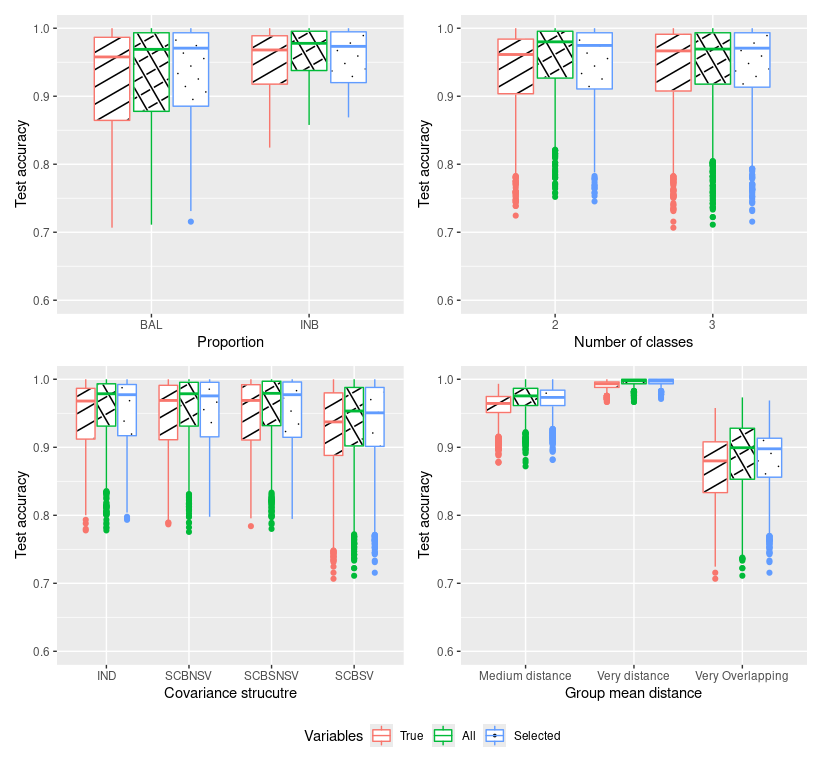 1.0
0.9
0.8
0.7
0.6
Test accuracy
BAL INB
Proportion
1.0
0.9
0.8
0.7
0.6
Test accuracy
2 3
Number of classes
1.0
0.9
0.8
0.7
0.6
Test accuracy
IND SCBNSV SCBSNSV SCBSV
Covariance strucutre
1.0
0.9
0.8
0.7
0.6
Test accuracy
Medium distance Very distance Very Overlapping
Group mean distance
Variables True All Selected